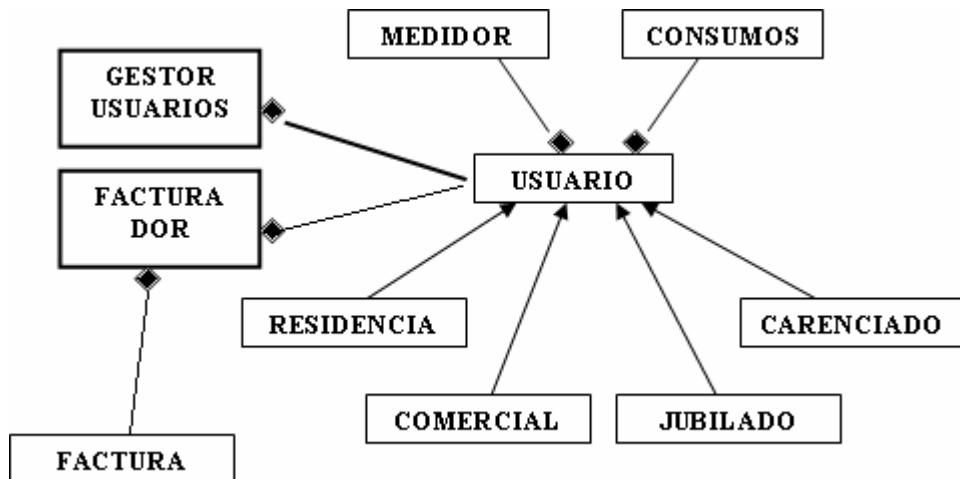 MEDIDOR
CONSUMOS
GESTOR
USUARIOS
USUARIO
FACTURA
DOR
RESIDENCIA
CARENCIADO
COMERCIAL
JUBILADO
FACTURA